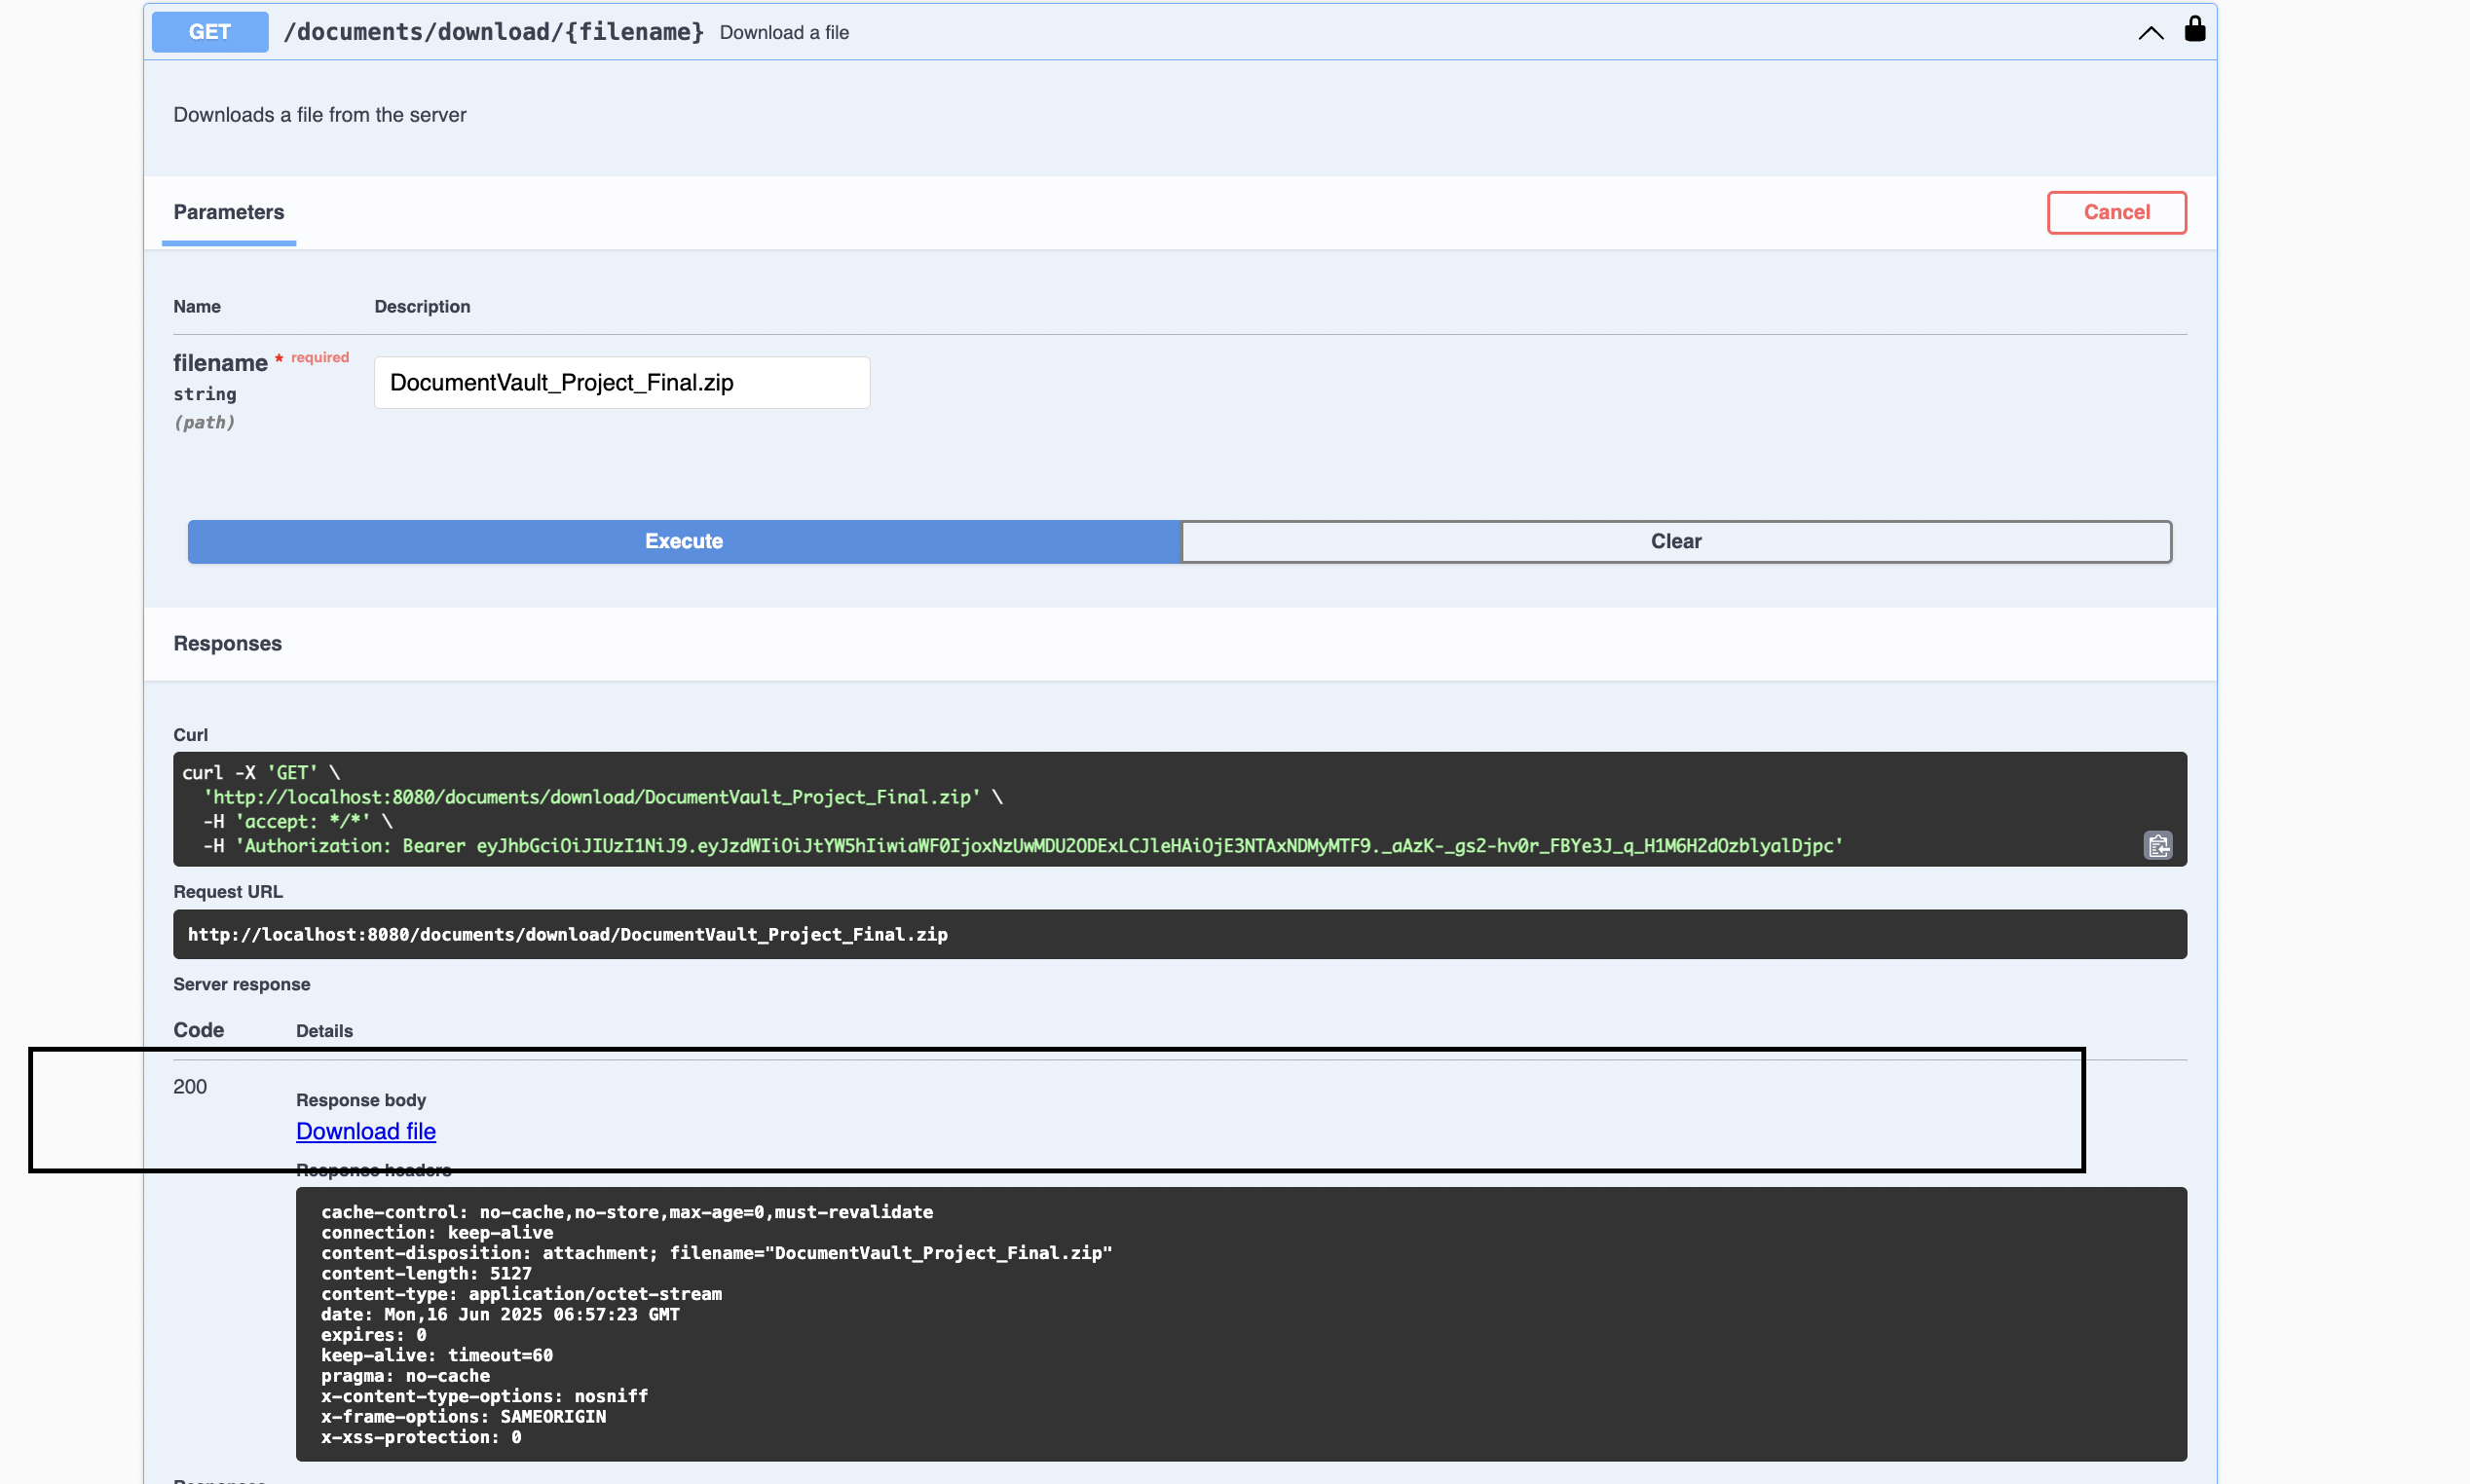 GET /documents/download/{filename} Download a file
Downloads a file from the server
Parameters
Cancel
Name Description
filename * required
string
(path)
DocumentVault_Project_Final.zip
Execute Clear
Responses
Curl
curl -X 'GET' \
'http://localhost:8080/documents/download/DocumentVault_Project_Final.zip' \
-H 'accept: */*' \
-H 'Authorization: Bearer eyJhbGciOiJIUzI1NiJ9.eyJzdWIiOiJtYW5hIiwiaWF0IjoxNzUwMDU2ODExLCJleHAiOjE3NTAxNDMyMTF9._aAzK-_gs2-hv0r_FBYe3J_q_H1M6H2dOzblyalDjpc'
Request URL
http://localhost:8080/documents/download/DocumentVault_Project_Final.zip
Server response
Code Details
200
Response body
Download file
Response headers
cache-control: no-cache,no-store,max-age=0,must-revalidate
connection: keep-alive
content-disposition: attachment; filename="DocumentVault_Project_Final.zip"
content-length: 5127
content-type: application/octet-stream
date: Mon,16 Jun 2025 06:57:23 GMT
expires: 0
keep-alive: timeout=60
pragma: no-cache
x-content-type-options: nosniff
x-frame-options: SAMEORIGIN
x-xss-protection: 0
Responses